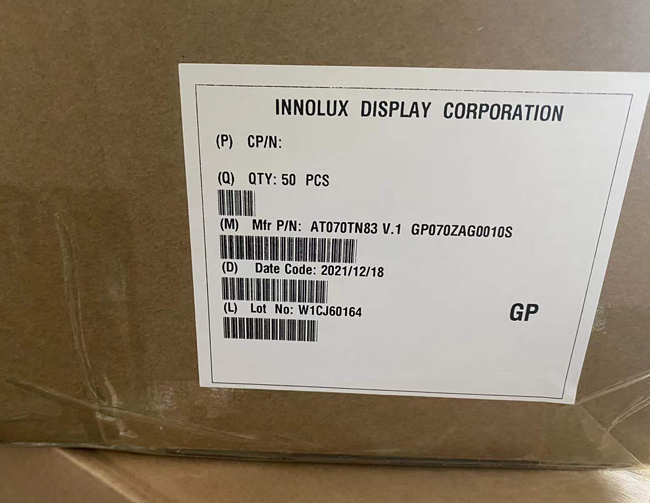 INNOLUX DISPLAY CORPORATION
(P) CP/N:
(Q) QTY: 50 PCS
(M) Mfr P/N: AT070TN83 V.1 GP070ZAG0010S
(D) Date Code: 2021/12/18
(L) Lot No: W1CJ60164
GP